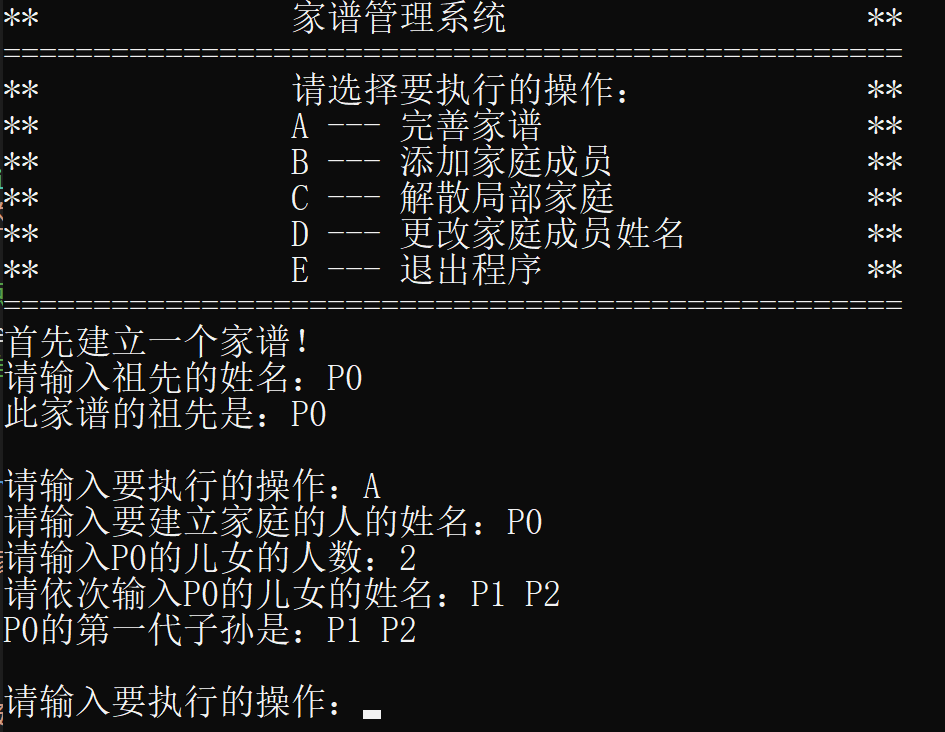 ** 家谱管理系统 **
==================================================
** 请选择要执行的操作： **
** A --- 完善家谱 **
** B --- 添加家庭成员 **
** C --- 解散局部家庭 **
** D --- 更改家庭成员姓名 **
** E --- 退出程序 **
==================================================
首先建立一个家谱！
请输入祖先的姓名：P0
此家谱的祖先是：P0
请输入要执行的操作：A
请输入要建立家庭的人的姓名：P0
请输入P0的儿女的人数：2
请依次输入P0的儿女的姓名：P1 P2
P0的第一代子孙是：P1 P2
请输入要执行的操作：